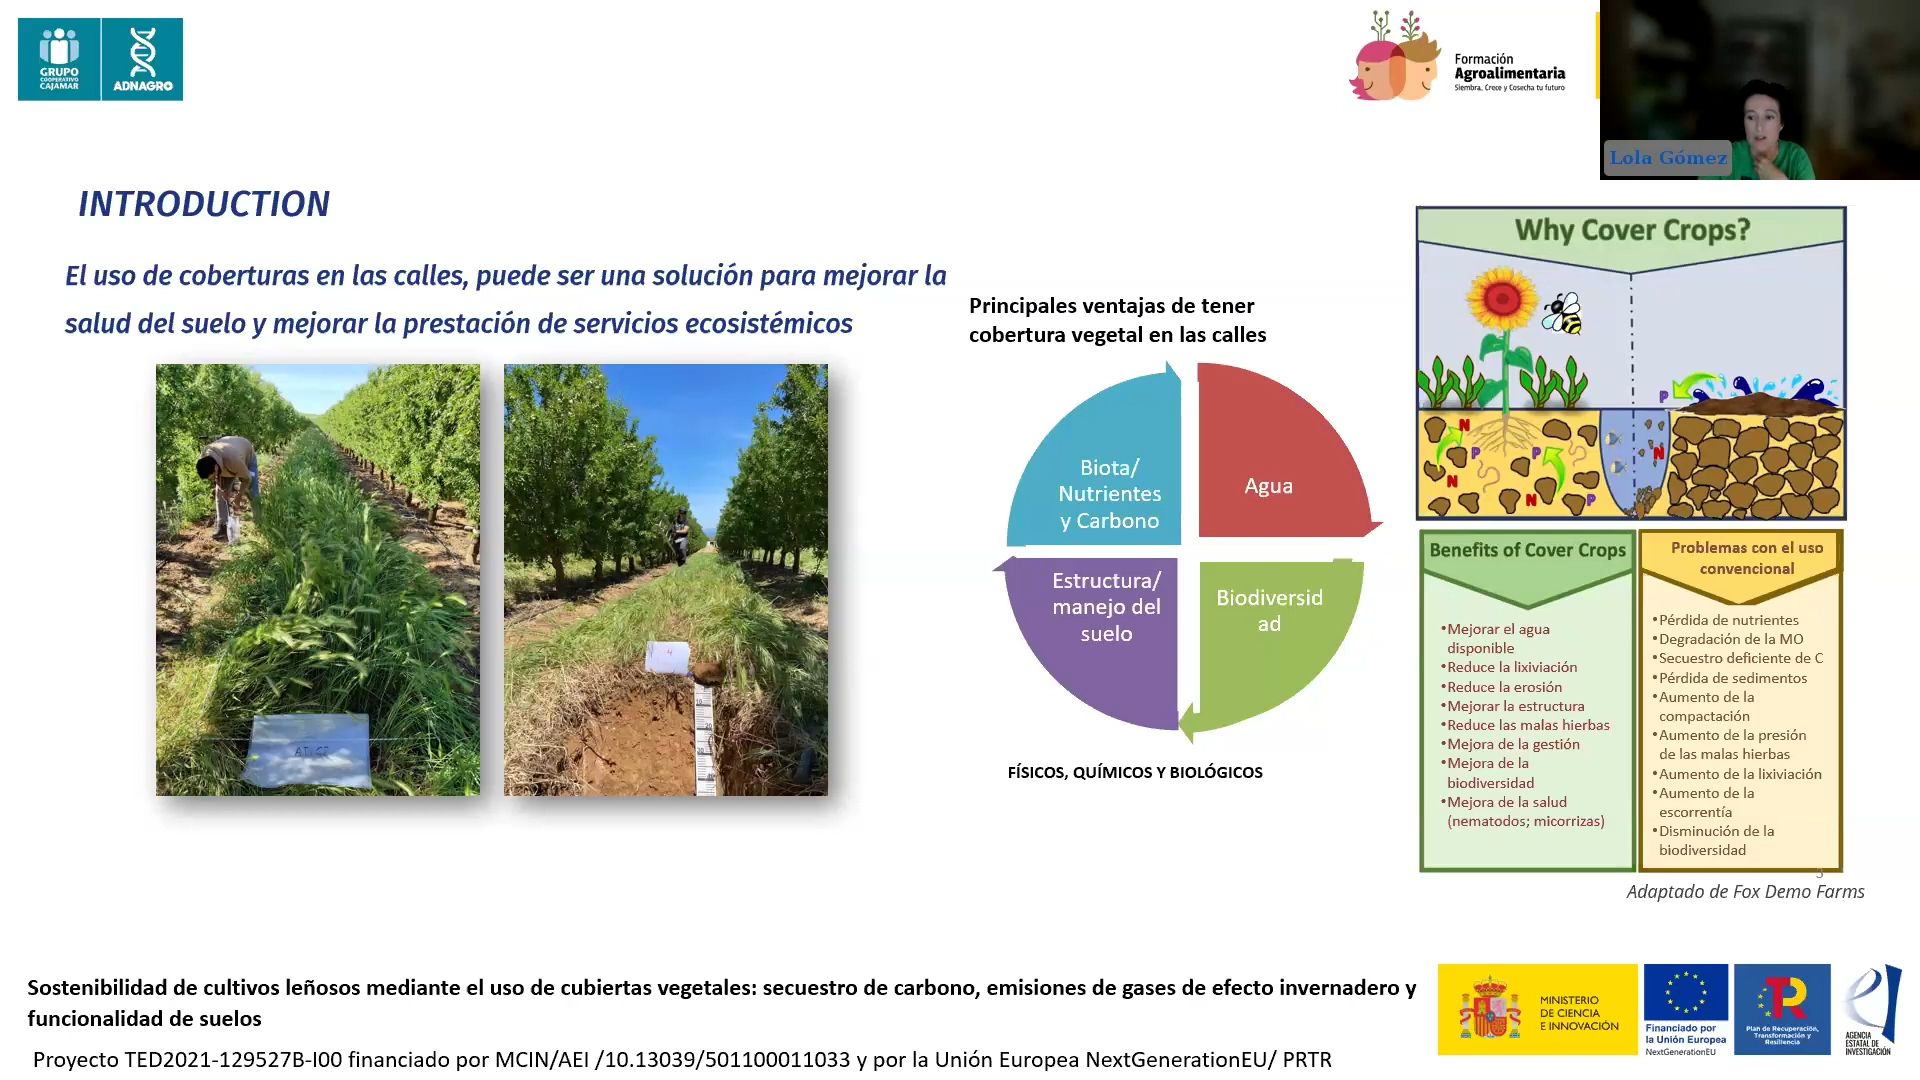 GRUPO
COOPERATIVO
CAJAMAR
ADNAGRO
Formación
Agroalimentaria
Siembra, Crece y Cosecha tu futuro
Lola Gómez
INTRODUCTION
El uso de coberturas en las calles, puede ser una solución para mejorar la
salud del suelo y mejorar la prestación de servicios ecosistémicos
4
Principales ventajas de tener
cobertura vegetal en las calles
Biota/
Nutrientes
y Carbono
Agua
Estructura/
manejo del
suelo
Biodiversid
ad
FÍSICOS, QUÍMICOS Y BIOLÓGICOS
Why Cover Crops?
P
N
P
P
N
N
N
N
P
Benefits of Cover Crops
•Mejorar el agua
disponible
•Reduce la lixiviación
•Reduce la erosión
•Mejorar la estructura
•Reduce las malas hierbas
•Mejora de la gestión
•Mejora de la
biodiversidad
•Mejora de la salud
(nematodos; micorrizas)
Problemas con el uso
convencional
•Pérdida de nutrientes
•Degradación de la MO
•Secuestro deficiente de C
•Pérdida de sedimentos
•Aumento de la
compactación
•Aumento de la presión
de las malas hierbas
•Aumento de la lixiviación
•Aumento de la
escorrentía
•Disminución de la
biodiversidad
Adaptado de Fox Demo Farms
Sostenibilidad de cultivos leñosos mediante el uso de cubiertas vegetales: secuestro de carbono, emisiones de gases de efecto invernadero y
funcionalidad de suelos
Proyecto TED2021-129527B-I00 financiado por MCIN/AEI /10.13039/501100011033 y por la Unión Europea NextGenerationEU/ PRTR
MINISTERIO
DE CIENCIA
E INNOVACIÓN
Financiado por
la Unión Europea
NextGenerationEU
Plan de Recuperación,
Transformación y
Resiliencia
AGENCIA
ESTATAL DE
INVESTIGACIÓN